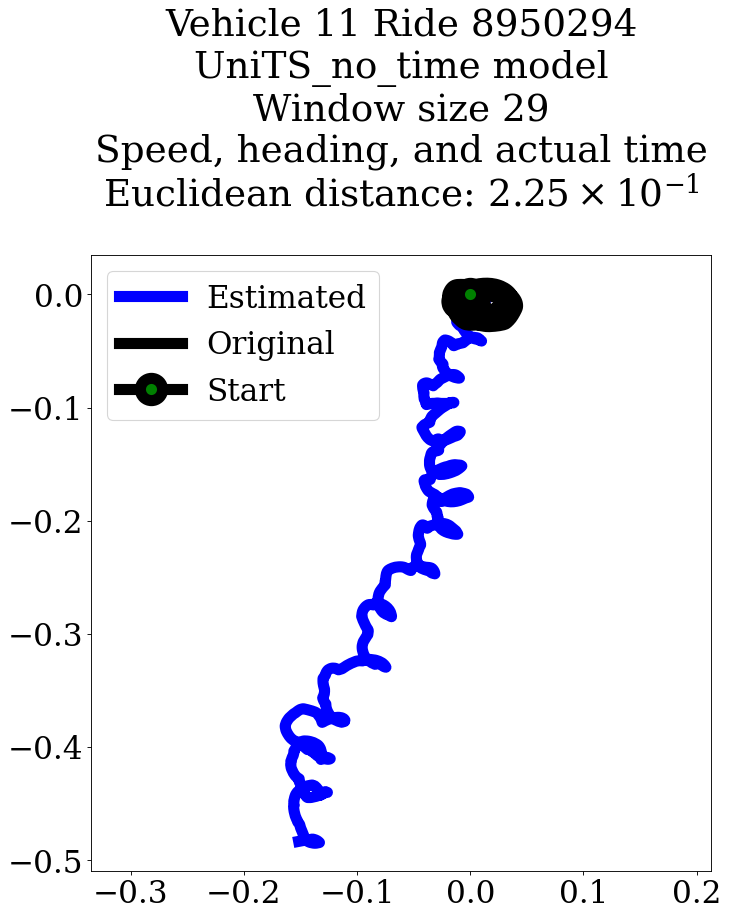 Vehicle 11 Ride 8950294
UniTS_no_time model
Window size 29
Speed, heading, and actual time
Euclidean distance: 2.25 × 10⁻¹
Estimated
Original
Start
0.0
−0.1
−0.2
−0.3
−0.4
−0.5
−0.3 −0.2 −0.1 0.0 0.1 0.2